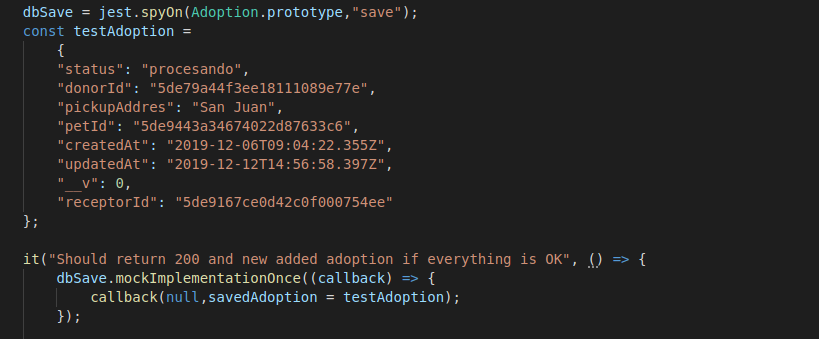 dbSave = jest.spyOn(Adoption.prototype,"save");
const testAdoption =
{
"status": "procesando",
"donorId": "5de79a44f3ee18111089e77e",
"pickupAddres": "San Juan",
"petId": "5de9443a34674022d87633c6",
"createdAt": "2019-12-06T09:04:22.355Z",
"updatedAt": "2019-12-12T14:56:58.397Z",
"__v": 0,
"receptorId": "5de9167ce0d42c0f000754ee"
};
it("Should return 200 and new added adoption if everything is OK", () => {
dbSave.mockImplementationOnce((callback) => {
callback(null,savedAdoption = testAdoption);
});